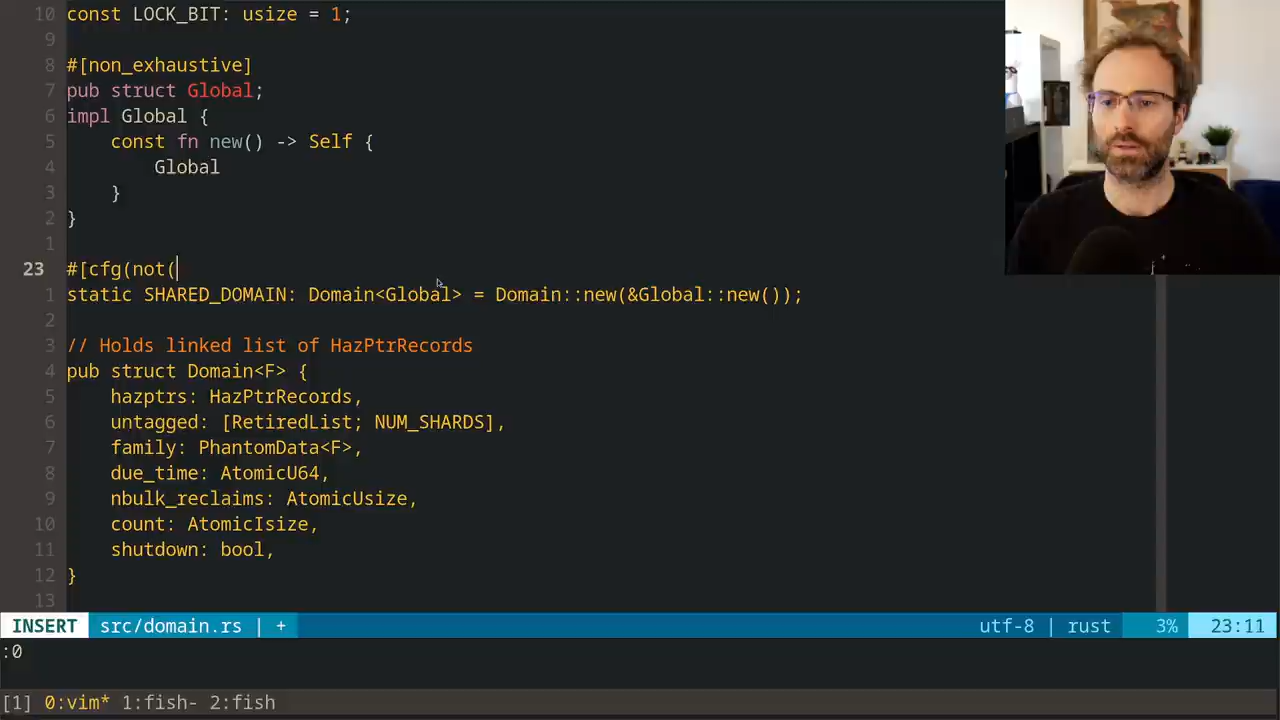 10 const LOCK_BIT: usize = 1;
9
8 #[non_exhaustive]
7 pub struct Global;
6 impl Global {
5     const fn new() -> Self {
4         Global
3     }
2 }
1
23 #[cfg(not(
1 static SHARED_DOMAIN: Domain<Global> = Domain::new(&Global::new());
2
3 // Holds linked list of HazPtrRecords
4 pub struct Domain<F> {
5     hazptrs: HazPtrRecords,
6     untagged: [RetiredList; NUM_SHARDS],
7     family: PhantomData<F>,
8     due_time: AtomicU64,
9     nbulk_reclaims: AtomicUsize,
10     count: AtomicIsize,
11     shutdown: bool,
12 }
13
INSERT src/domain.rs | + utf-8 | rust 3% 23:11
:0
[1] 0:vim* 1:fish- 2:fish